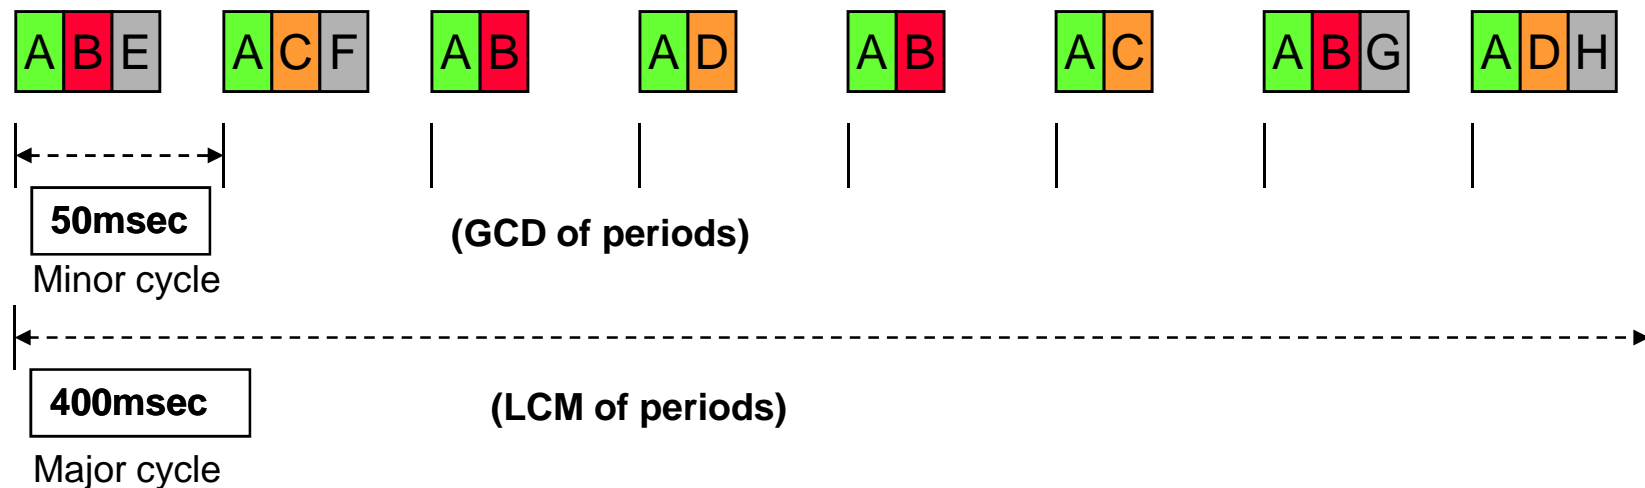 A B E A C F A B A D A B A C A B G A D H
50msec
(GCD of periods)
Minor cycle
400msec
(LCM of periods)
Major cycle